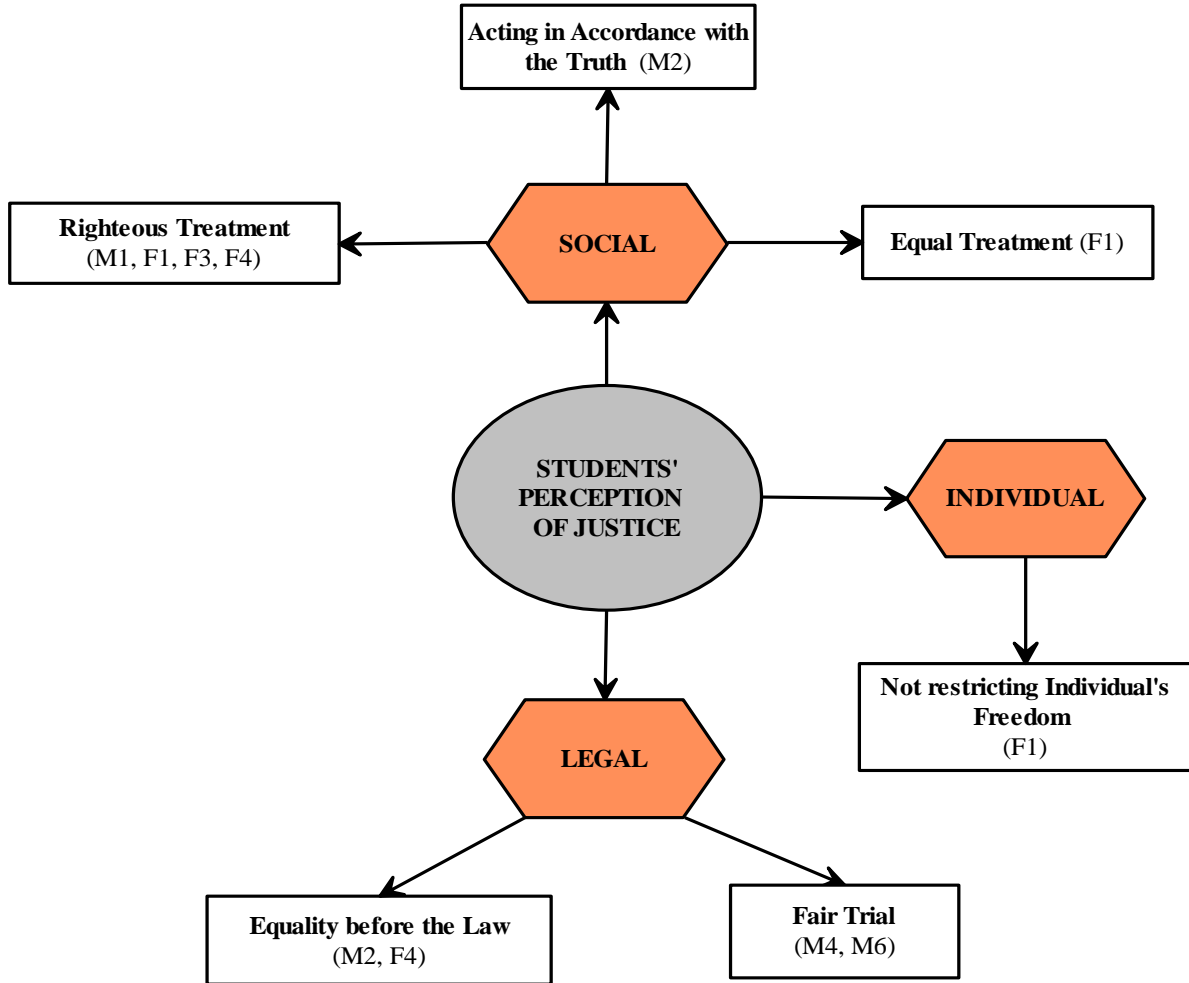 Acting in Accordance with
the Truth (M2)
Righteous Treatment
(M1, F1, F3, F4)
SOCIAL
Equal Treatment (F1)
STUDENTS'
PERCEPTION
OF JUSTICE
INDIVIDUAL
Not restricting Individual's
Freedom
(F1)
LEGAL
Equality before the Law
(M2, F4)
Fair Trial
(M4, M6)